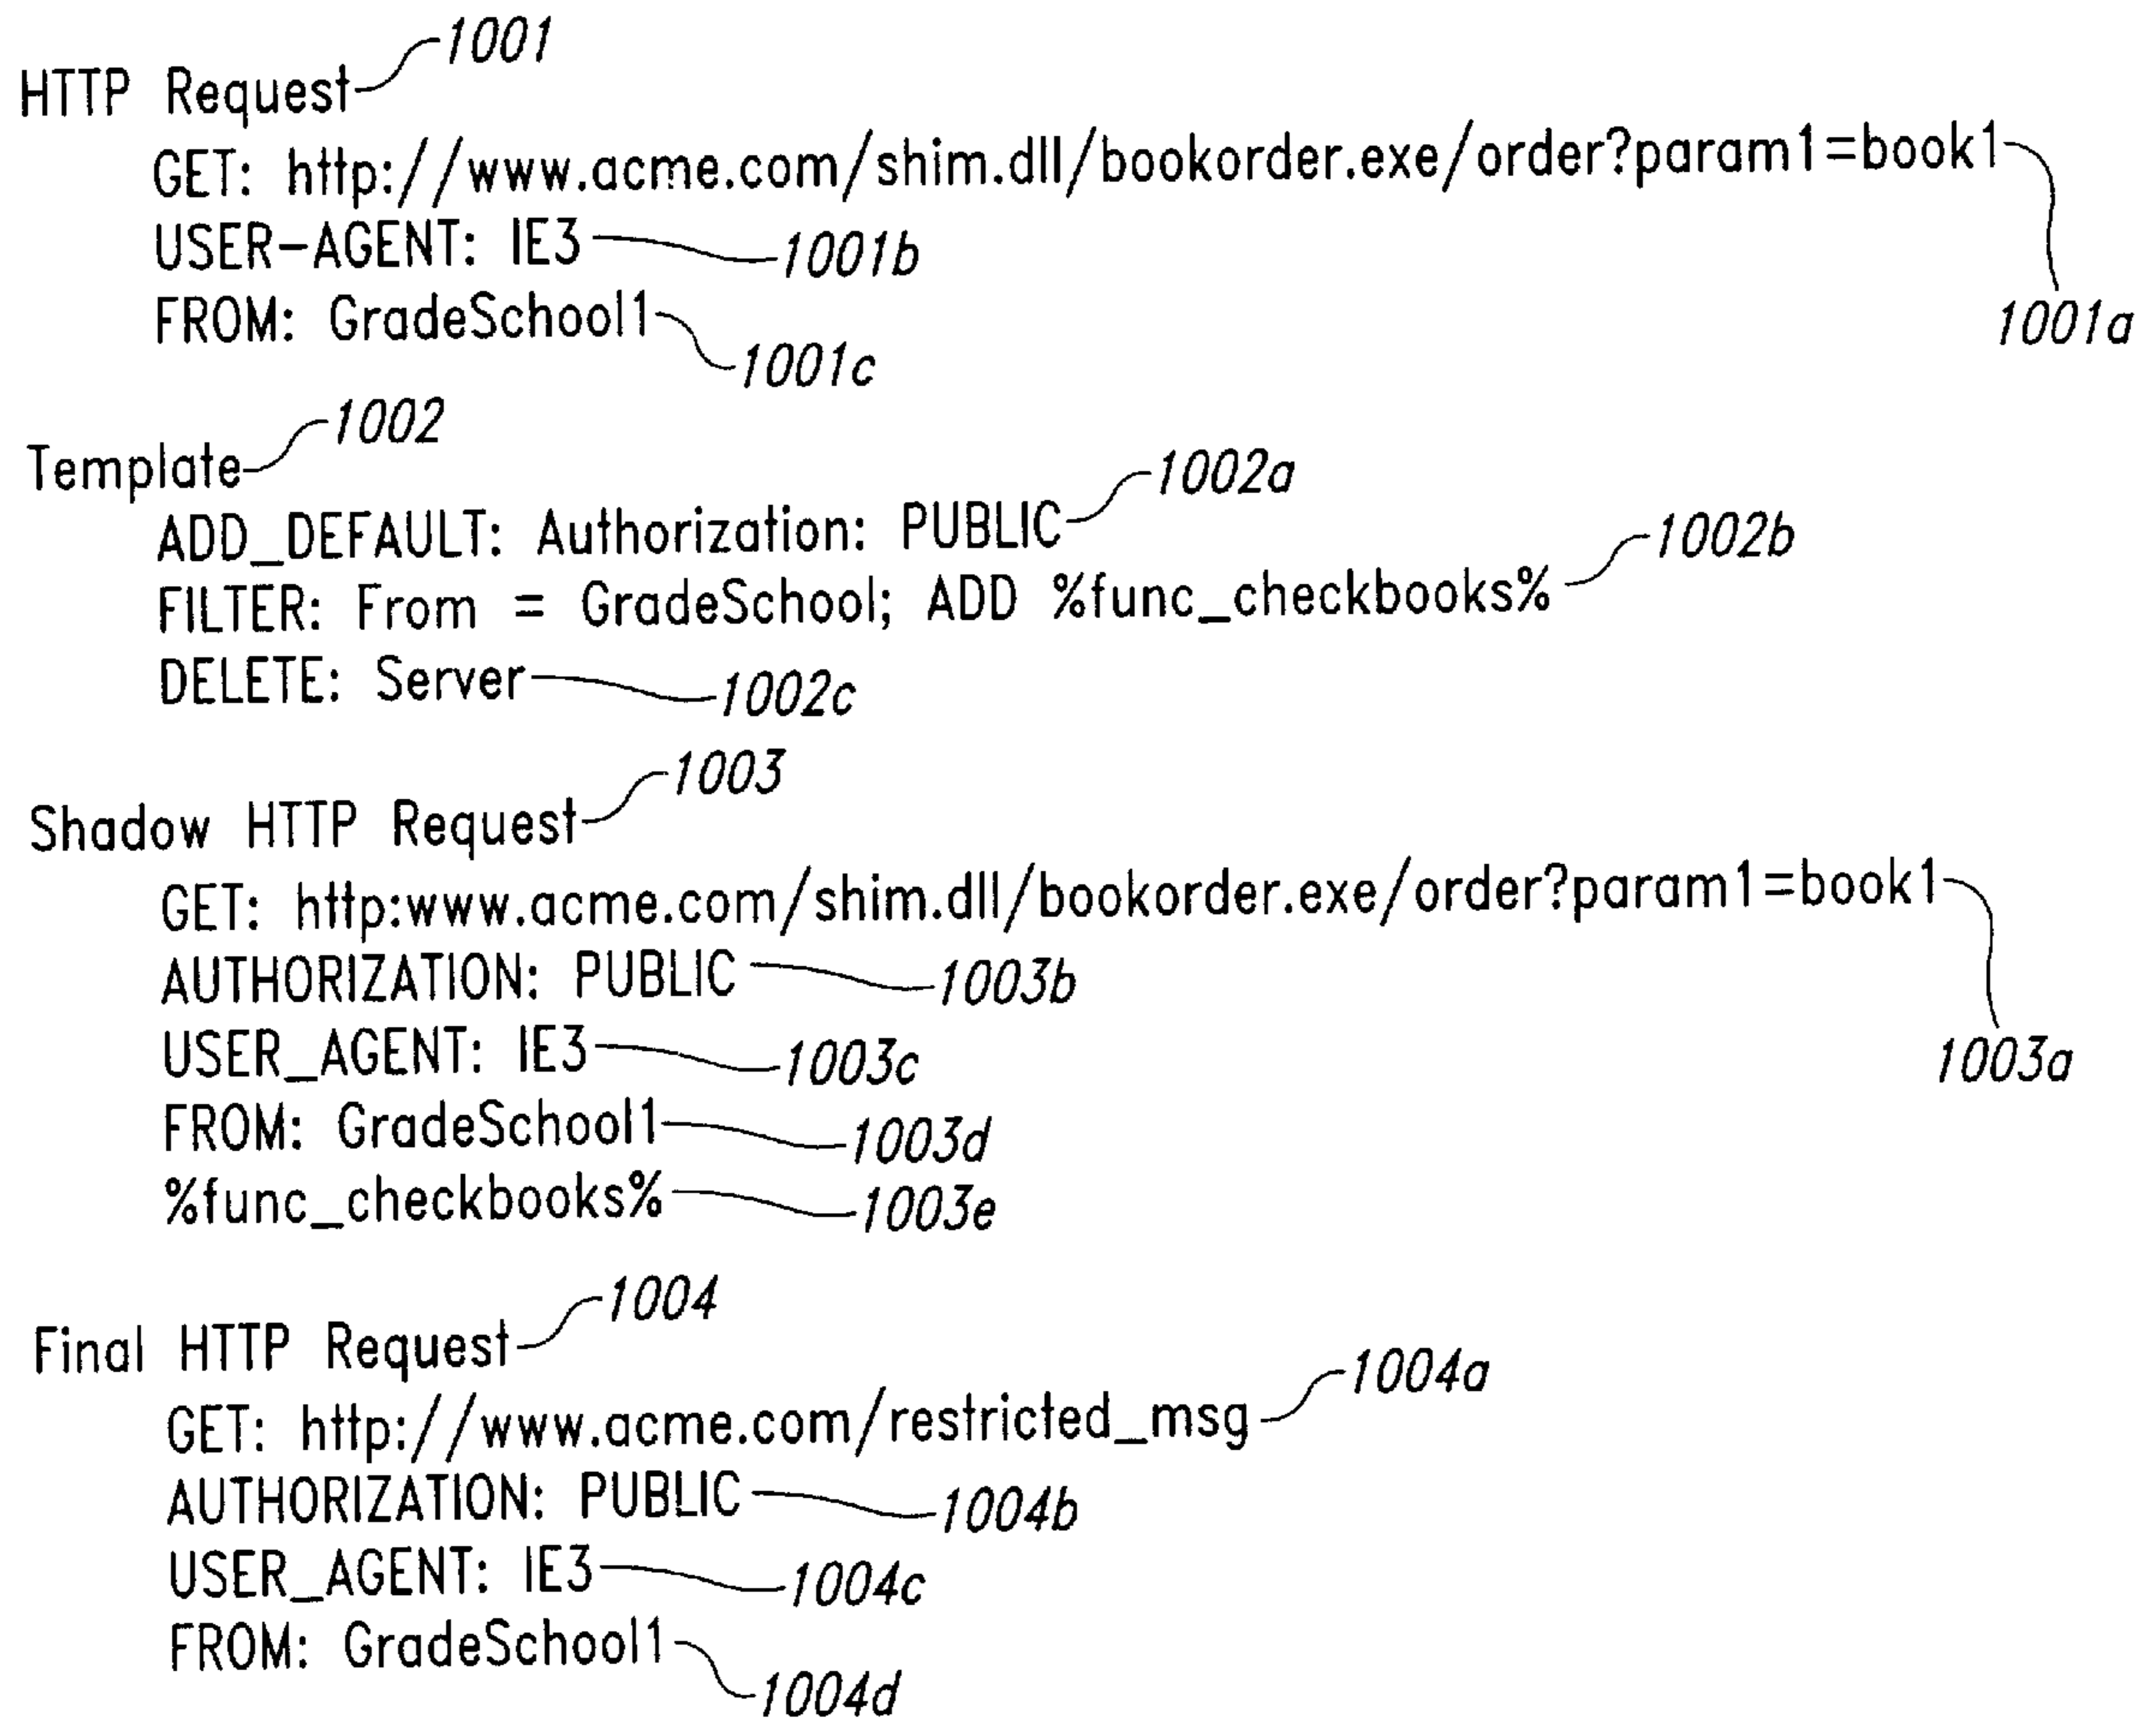 1001
HTTP Request
GET: http://www.acme.com/shim.dll/bookorder.exe/order?param1=book1
USER-AGENT: IE3 1001b
FROM: GradeSchool1 1001a
1001c
1002
Template
1002a
ADD_DEFAULT: Authorization: PUBLIC
1002b
FILTER: From = GradeSchool; ADD %func_checkbooks%
DELETE: Server 1002c
1003
Shadow HTTP Request
GET: http:www.acme.com/shim.dll/bookorder.exe/order?param1=book1
AUTHORIZATION: PUBLIC 1003b
USER_AGENT: IE3 1003c 1003a
FROM: GradeSchool1 1003d
%func_checkbooks% 1003e
1004
Final HTTP Request
1004a
GET: http://www.acme.com/restricted_msg
AUTHORIZATION: PUBLIC 1004b
USER_AGENT: IE3 1004c
FROM: GradeSchool1
1004d